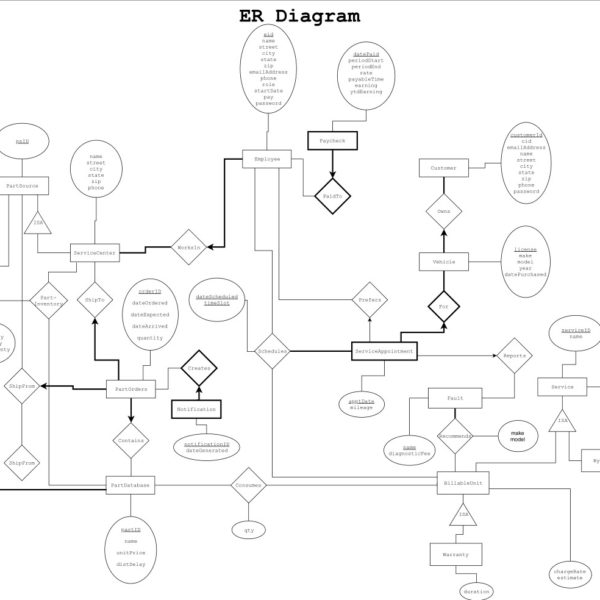 ER Diagram
eid
name
street
city
state
zip
emailAddress
phone
role
startDate
pay
password
datePaid
periodStart
periodEnd
rate
payableTime
earning
ytdEarning
Paycheck
PaidTo
Employee
Customer
customerId
cid
emailAddress
name
street
city
state
zip
phone
password
Owns
Vehicle
license
make
model
year
datePurchased
For
PartSource
ISA
name
street
city
state
zip
phone
ServiceCenter
WorksIn
Part-
Inventory
ShipTo
orderID
dateOrdered
dateExpected
dateArrived
quantity
dateScheduled
timeSlot
Prefers
Schedules
ServiceAppointment
apptDate
mileage
Reports
serviceID
name
Service
ISA
Fault
name
diagnosticFee
Recommends
make
model
BillableUnit
ISA
Warranty
duration
chargeRate
estimate
ShipFrom
PartOrders
Creates
Notification
notificationID
dateGenerated
Contains
ShipFrom
PartDatabase
Consumes
qty
partID
name
unitPrice
distDelay